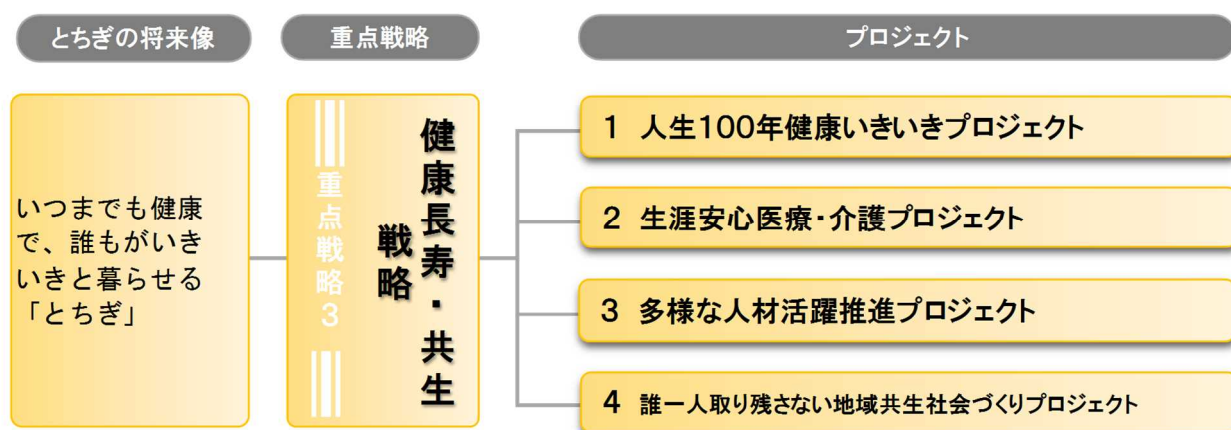 とちぎの将来像
重点戦略
プロジェクト
いつまでも健康
で、誰もがいき
いきと暮らせる
「とちぎ」
重点戦略3
健康長寿・共生
戦略
1 人生100年健康いきいきプロジェクト
2 生涯安心医療・介護プロジェクト
3 多様な人材活躍推進プロジェクト
4 誰一人取り残さない地域共生社会づくりプロジェクト